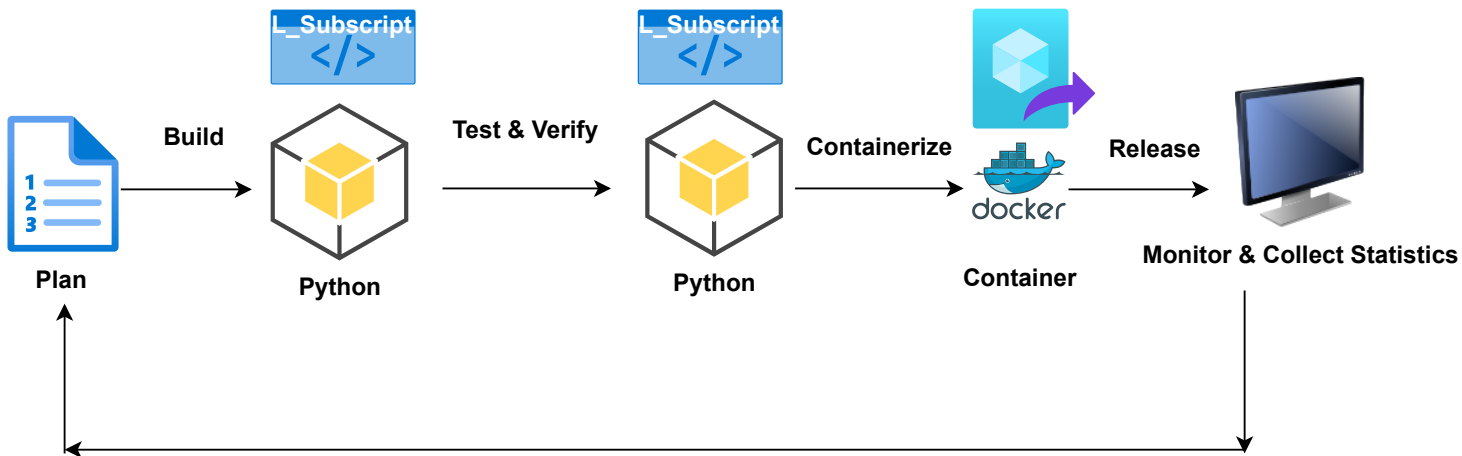 L_Subscript
</>
L_Subscript
</>
Build
Test & Verify
Containerize
Release
1
2
3
docker
Plan
Python
Python
Container
Monitor & Collect Statistics